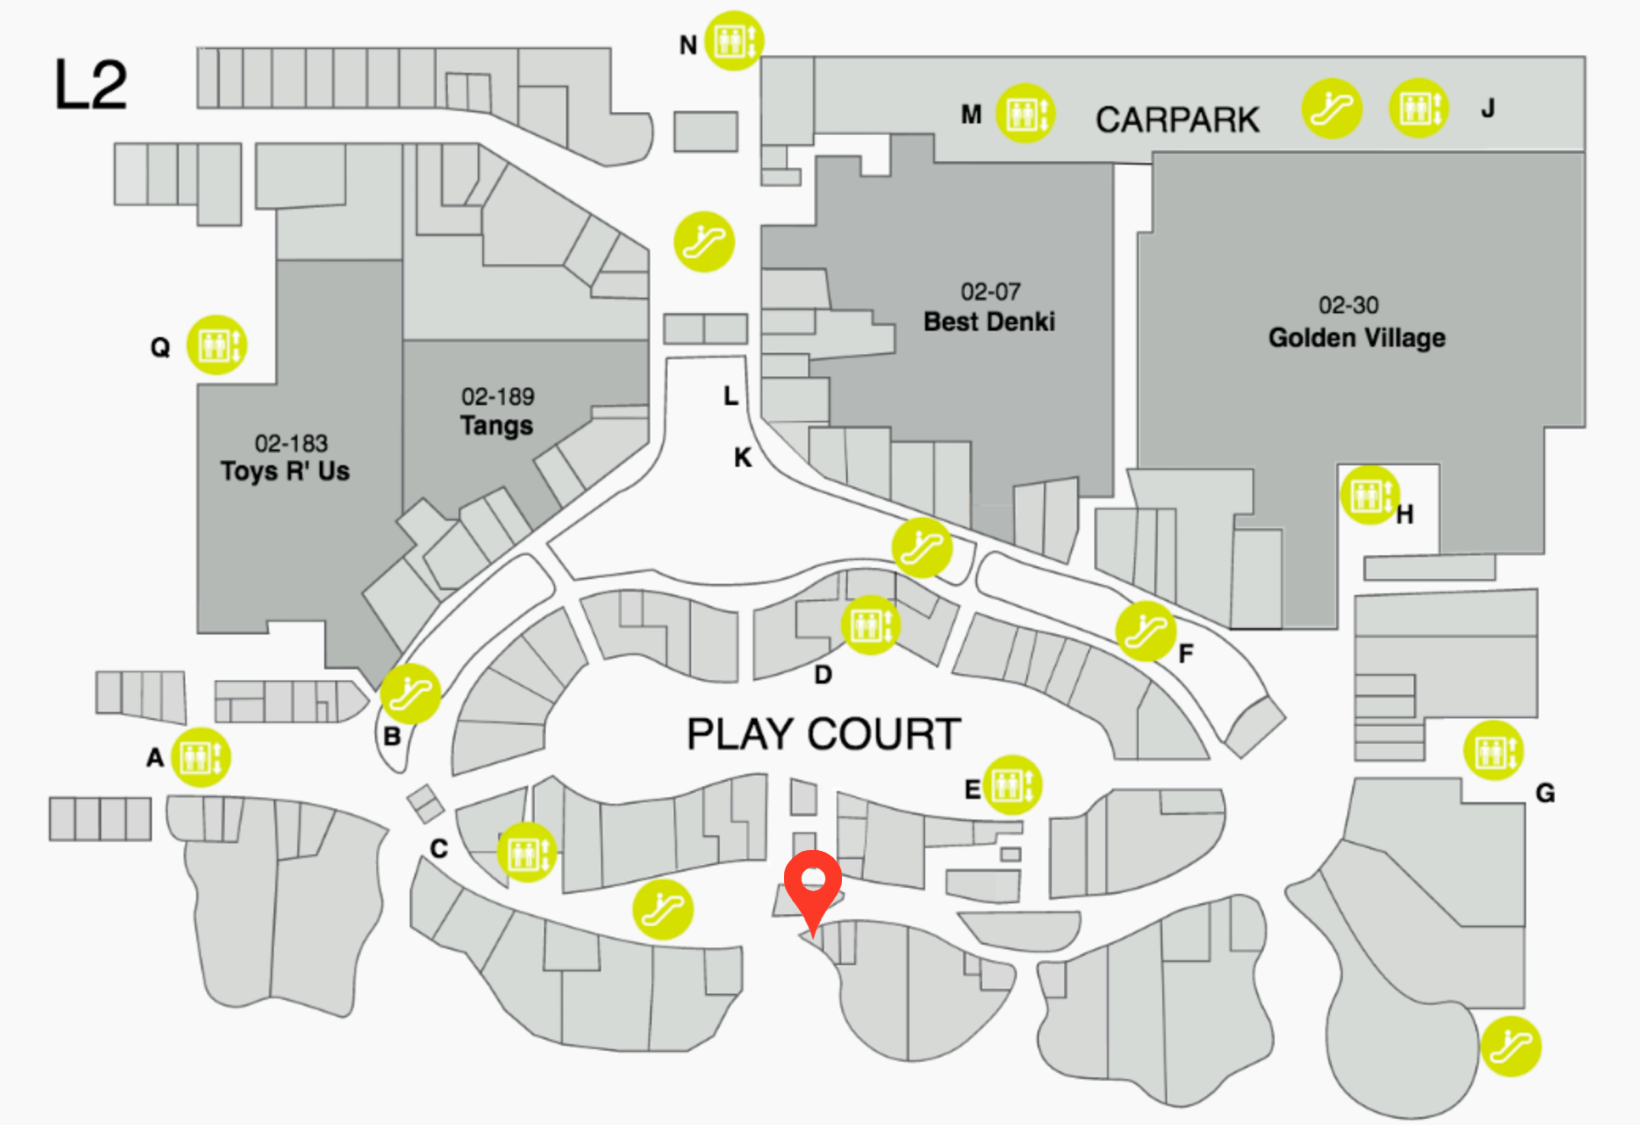 L2
N
M
CARPARK
J
02-07
Best Denki
02-30
Golden Village
Q
02-189
Tangs
L
02-183
Toys R' Us
K
H
F
D
B
PLAY COURT
A
E
G
C